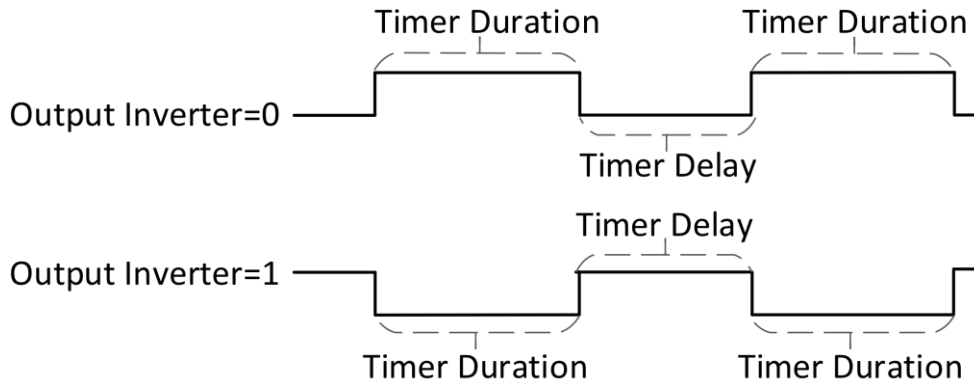 Timer Duration
Timer Duration
Output Inverter=0
Timer Delay
Timer Delay
Output Inverter=1
Timer Duration
Timer Duration